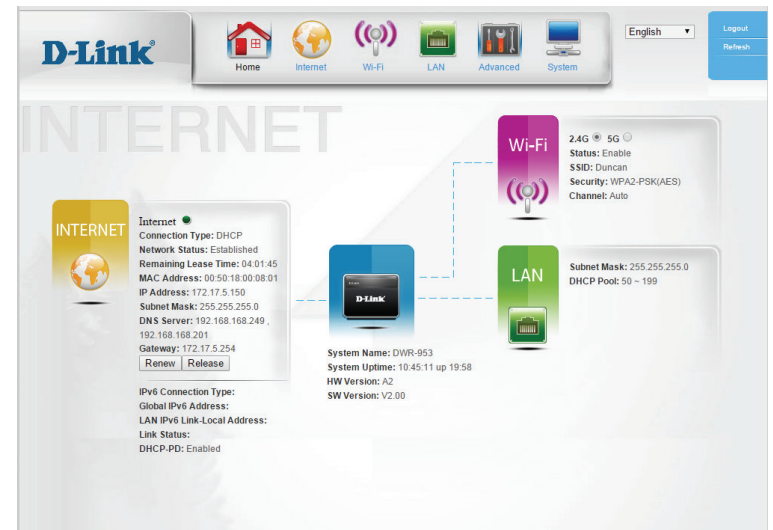 D-Link
Home
Internet
Wi-Fi
LAN
Advanced
System
English
Logout
Refresh
INTERNET
INTERNET
Internet
Connection Type: DHCP
Network Status: Established
Remaining Lease Time: 04:01:45
MAC Address: 00:50:18:00:08:01
IP Address: 172.17.5.150
Subnet Mask: 255.255.255.0
DNS Server: 192.168.168.249 ,
192.168.168.201
Gateway: 172.17.5.254
Renew Release
IPv6 Connection Type:
Global IPv6 Address:
LAN IPv6 Link-Local Address:
Link Status:
DHCP-PD: Enabled
D-Link
System Name: DWR-953
System Uptime: 10:45:11 up 19:58
HW Version: A2
SW Version: V2.00
Wi-Fi
2.4G 5G
Status: Enable
SSID: Duncan
Security: WPA2-PSK(AES)
Channel: Auto
LAN
Subnet Mask: 255.255.255.0
DHCP Pool: 50 ~ 199